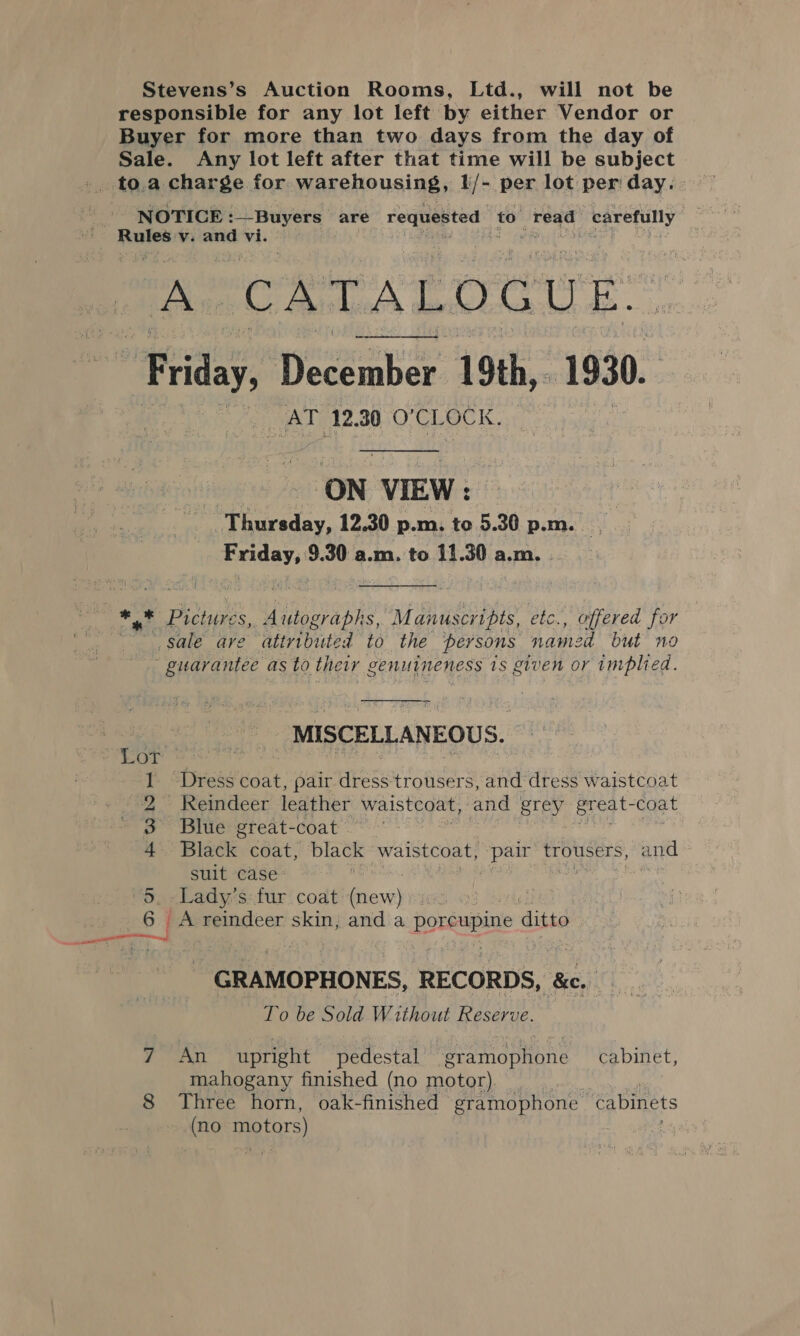 Stevens's Auction Rooms, Ltd., will not be
responsible for any lot left by either Vendor or
Buyer for more than two days from the day of
Sale. Any lot left after that time will be subject
to a charge for warehousing, 1/- per lot per day.
NOTICE :—Buyers are requested to read carefully
Rules v. and vi.
A CATALOGUE.
Friday, December 19th, 1930.
AT 12.30 O'CLOCK.
ON VIEW :
Thursday, 12.30 p.m. to 5.30 p.m.
Friday, 9.30 a.m. to 11.30 a.m.
*** Pictures, Autographs, Manuscripts, etc., offered for
sale are attributed to the persons named but no
guarantee as to their genuineness is given or implied.
MISCELLANEOUS.
LOT
1 Dress coat, pair dress trousers, and dress waistcoat
2 Reindeer leather waistcoat, and grey great-coat
3 Blue great-coat
4 Black coat, black waistcoat, pair trousers, and
suit case
5. Lady's fur coat (new)
6 A reindeer skin, and a porcupine ditto
GRAMOPHONES, RECORDS, &c.
To be Sold Without Reserve.
7 An upright pedestal gramophone cabinet,
mahogany finished (no motor)
8 Three horn, oak-finished gramophone cabinets
(no motors)